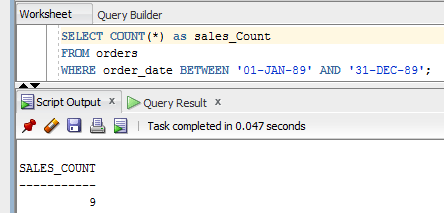 Worksheet Query Builder
SELECT COUNT(*) as sales_Count
FROM orders
WHERE order_date BETWEEN '01-JAN-89' AND '31-DEC-89';
Script Output x Query Result x
Task completed in 0.047 seconds
SALES_COUNT
-----------
9